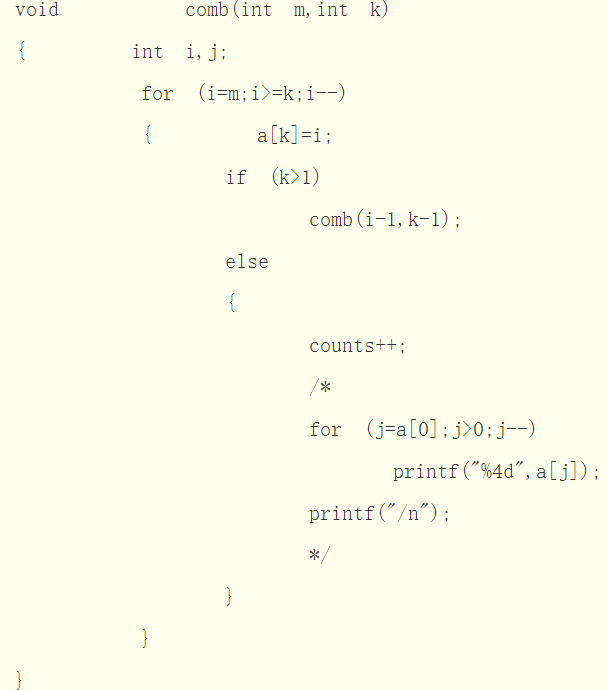 void            comb(int  m,int  k)
{          int  i,j;
            for  (i=m;i>=k;i--)
            {          a[k]=i;
                    if  (k>1)
                            comb(i-1,k-1);
                    else
                    {
                            counts++;
                            /*
                            for  (j=a[0];j>0;j--)
                                    printf("%4d",a[j]);
                            printf("/n");
                            */
                    }
            }
}